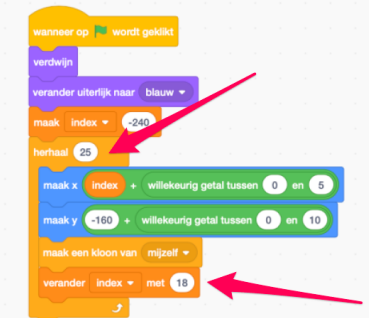 wanneer op wordt geklikt
verdwijn
verander uiterlijk naar blauw
maak index -240
herhaal 25
maak x index + willekeurig getal tussen 0 en 5
maak y -160 + willekeurig getal tussen 0 en 10
maak een kloon van mijzelf
verander index met 18